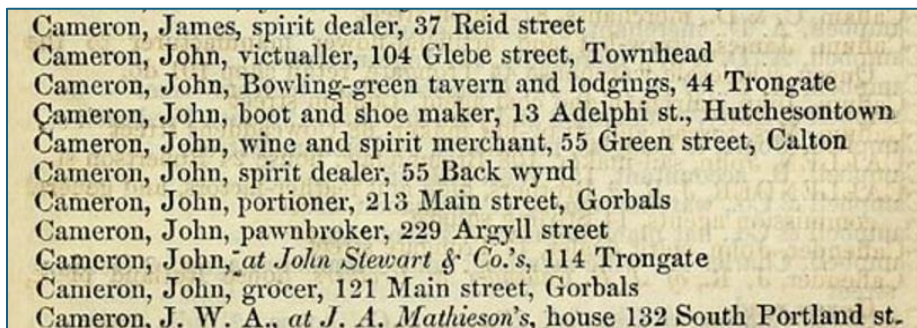 Cameron, James, spirit dealer, 37 Reid street
Cameron, John, victualler, 104 Glebe street, Townhead
Cameron, John, Bowling-green tavern and lodgings, 44 Trongate
Cameron, John, boot and shoe maker, 13 Adelphi st., Hutchesontown
Cameron, John, wine and spirit merchant, 55 Green street, Calton
Cameron, John, spirit dealer, 55 Back wynd
Cameron, John, portioner, 213 Main street, Gorbals
Cameron, John, pawnbroker, 229 Argyll street
Cameron, John, at John Stewart & Co.'s, 114 Trongate
Cameron, John, grocer, 121 Main street, Gorbals
Cameron, J. W. A., at J. A. Mathieson's, house 132 South Portland st.